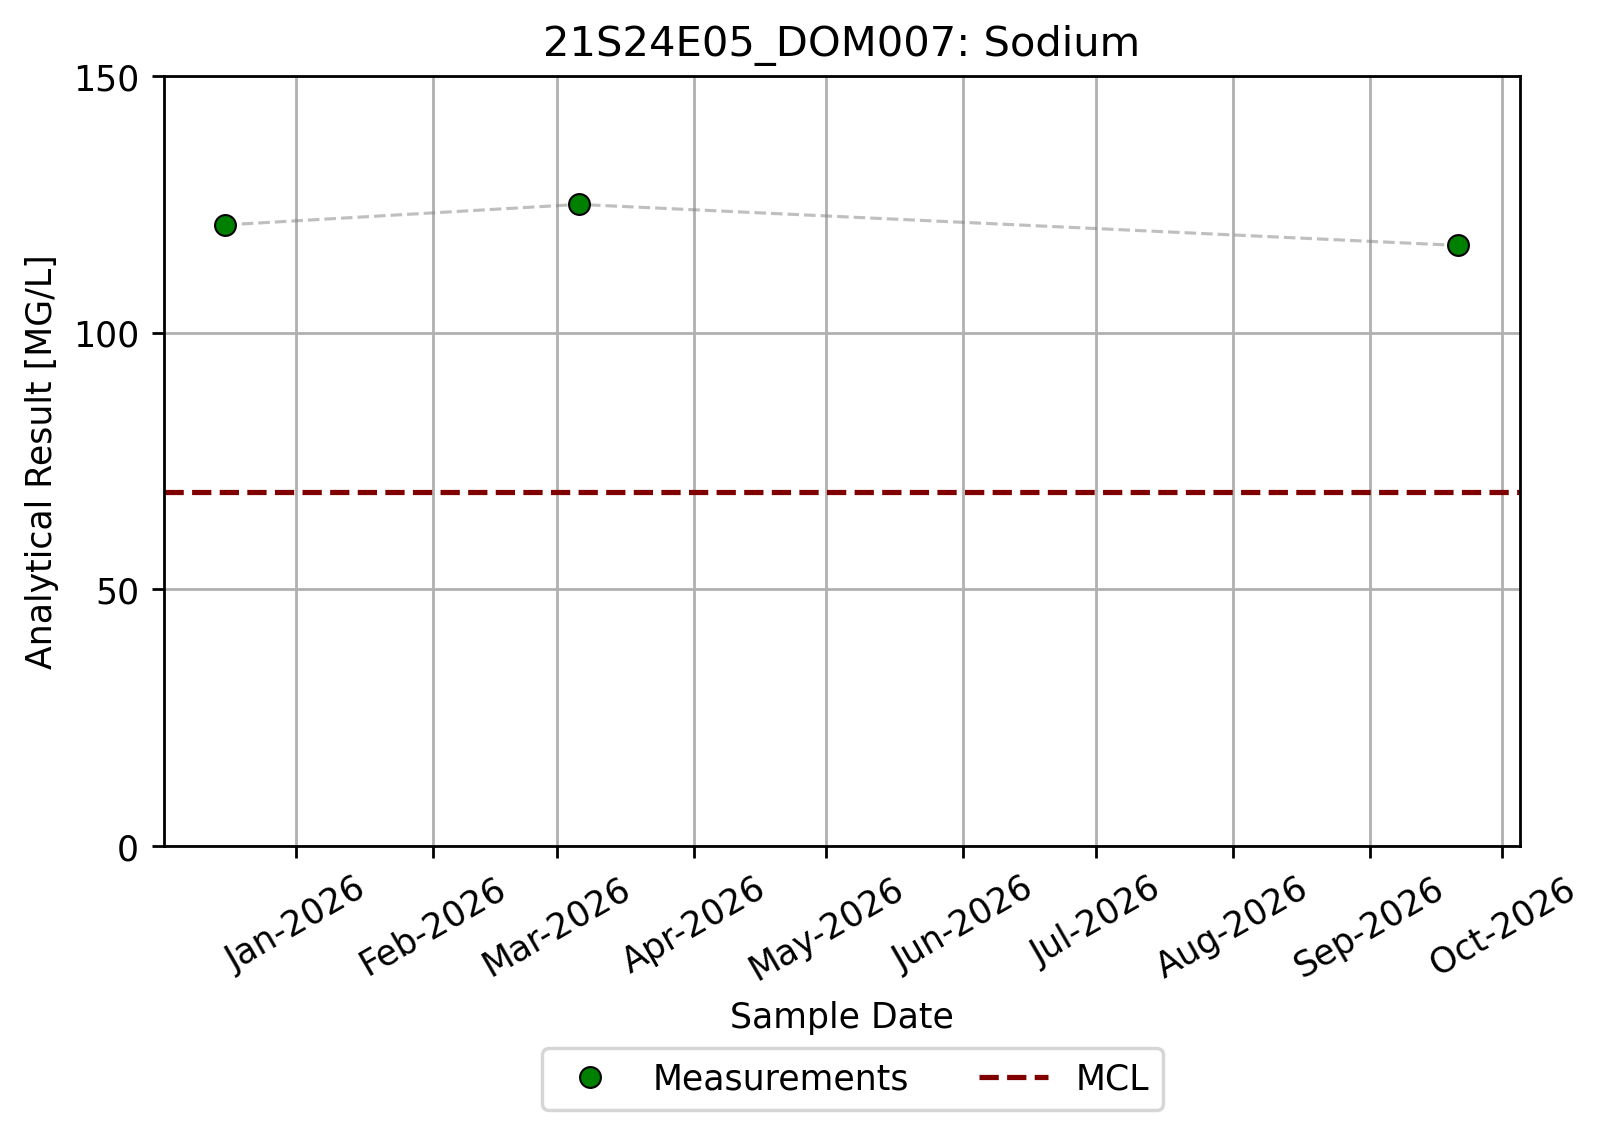 21S24E05_DOM007: Sodium
Analytical Result [MG/L]
150
100
50
0
Jan-2026
Feb-2026
Mar-2026
Apr-2026
May-2026
Jun-2026
Jul-2026
Aug-2026
Sep-2026
Oct-2026
Sample Date
Measurements
MCL